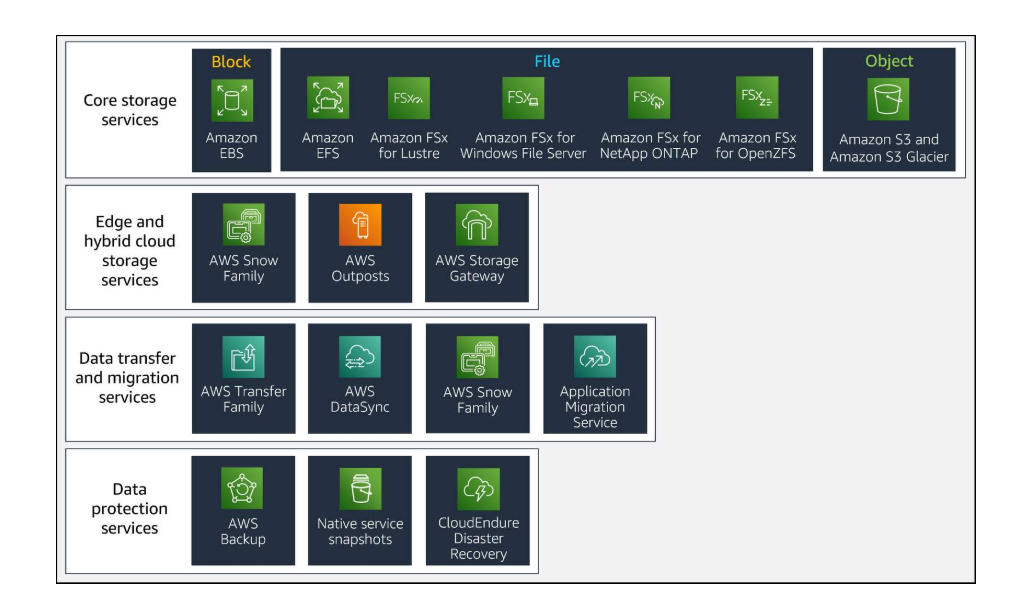 Block
File
Object
Core storage
services
Amazon
EBS
Amazon
EFS
FSx
Amazon FSx
for Lustre
FSx
Amazon FSx for
Windows File Server
FSx
Amazon FSx for
NetApp ONTAP
FSx
Amazon FSx
for OpenZFS
Amazon S3 and
Amazon S3 Glacier
Edge and
hybrid cloud
storage
services
AWS Snow
Family
AWS
Outposts
AWS Storage
Gateway
Data transfer
and migration
services
AWS Transfer
Family
AWS
DataSync
AWS Snow
Family
Application
Migration
Service
Data
protection
services
AWS
Backup
Native service
snapshots
CloudEndure
Disaster
Recovery